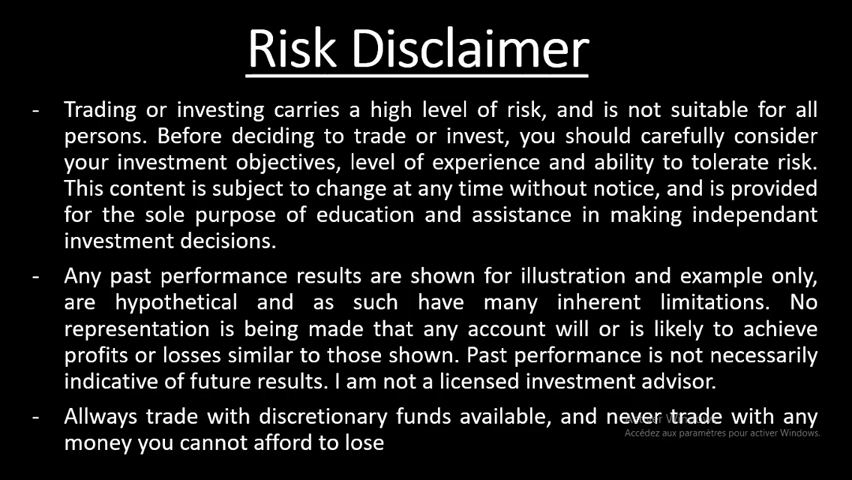 Risk Disclaimer
- Trading or investing carries a high level of risk, and is not suitable for all
persons. Before deciding to trade or invest, you should carefully consider
your investment objectives, level of experience and ability to tolerate risk.
This content is subject to change at any time without notice, and is provided
for the sole purpose of education and assistance in making independant
investment decisions.
- Any past performance results are shown for illustration and example only,
are hypothetical and as such have many inherent limitations. No
representation is being made that any account will or is likely to achieve
profits or losses similar to those shown. Past performance is not necessarily
indicative of future results. I am not a licensed investment advisor.
- Allways trade with discretionary funds available, and never trade with any
money you cannot afford to lose
Accédez aux paramètres pour activer Windows.